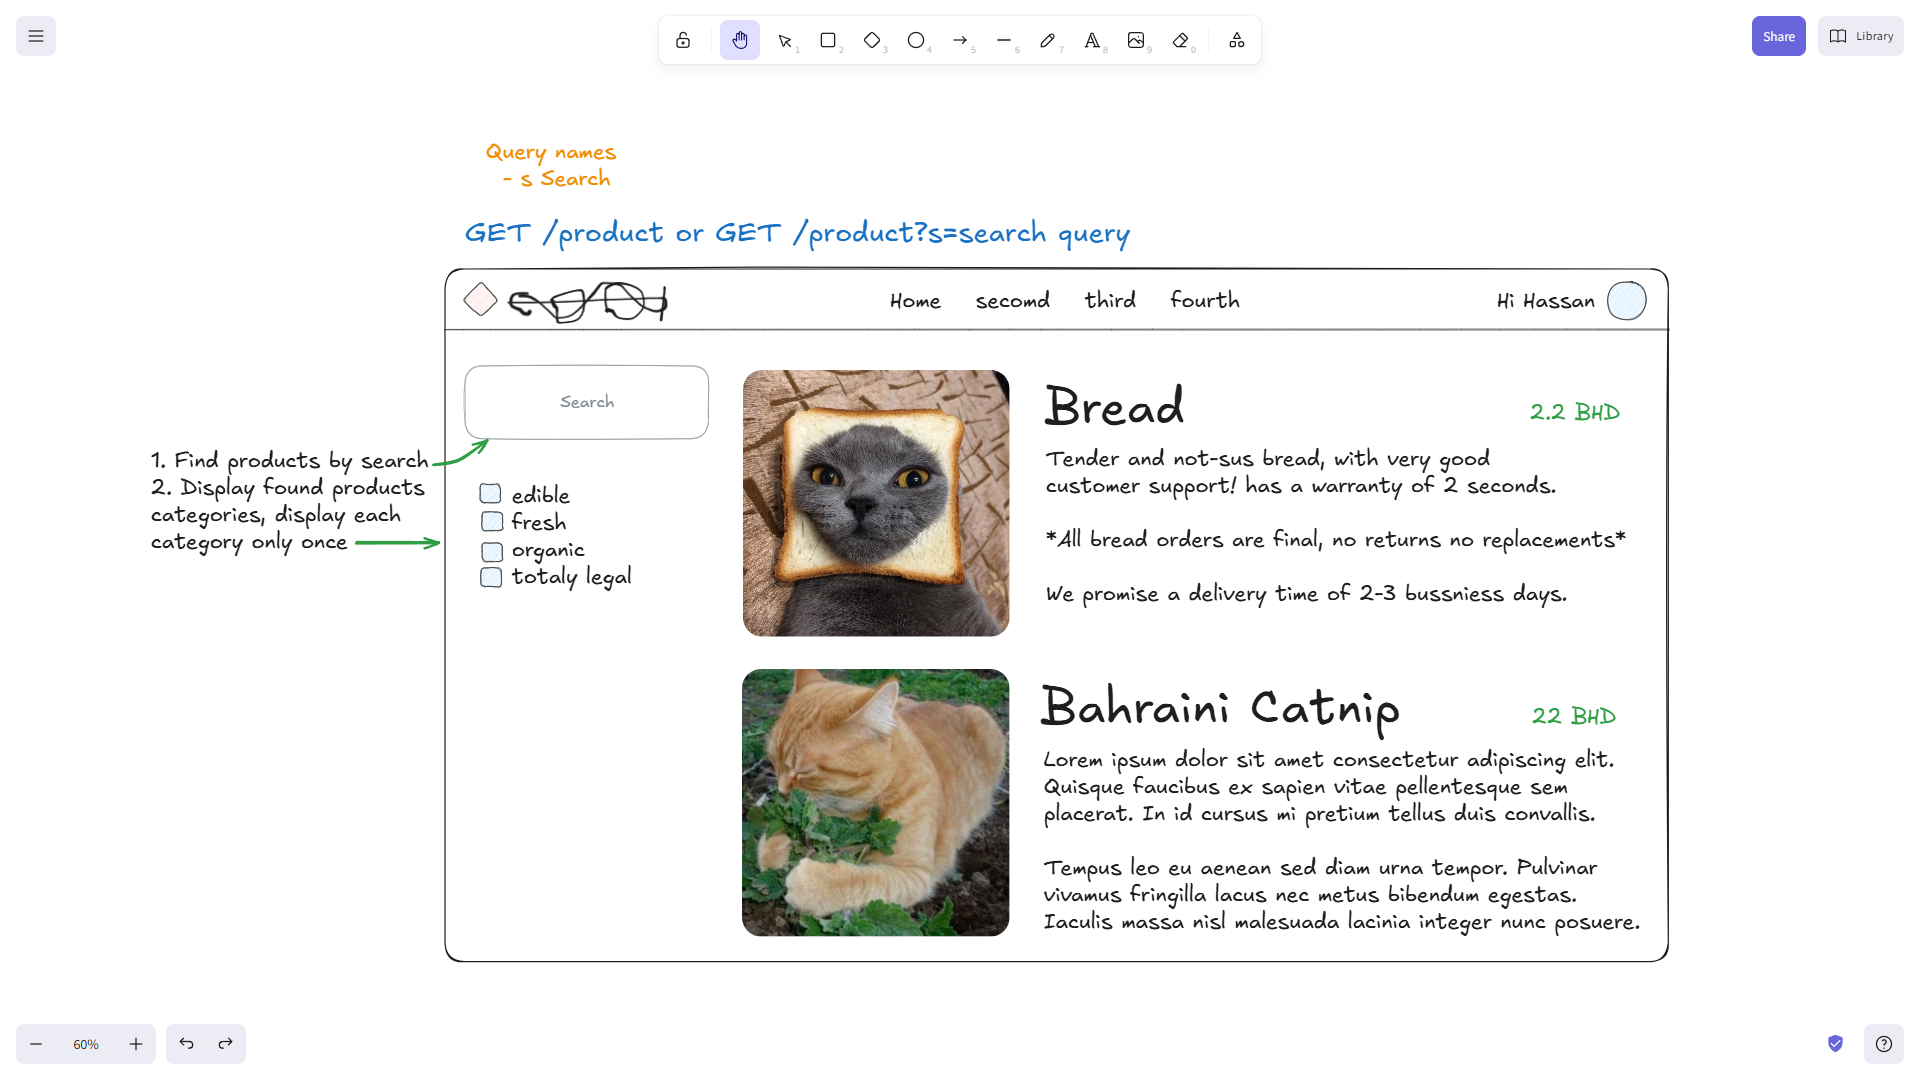 Share
Library
1
2
3
4
5
6
7
8
9
0
Query names
- s Search
GET /product or GET /product?s=search query
Home secomd third fourth
Hi Hassan
Search
1. Find products by search
2. Display found products
categories, display each
category only once
edible
fresh
organic
totaly legal
Bread
2.2 BHD
Tender and not-sus bread, with very good
customer support! has a warranty of 2 seconds.
*All bread orders are final, no returns no replacements*
We promise a delivery time of 2-3 bussniess days.
Bahraini Catnip
22 BHD
Lorem ipsum dolor sit amet consectetur adipiscing elit.
Quisque faucibus ex sapien vitae pellentesque sem
placerat. In id cursus mi pretium tellus duis convallis.
Tempus leo eu aenean sed diam urna tempor. Pulvinar
vivamus fringilla lacus nec metus bibendum egestas.
Iaculis massa nisl malesuada lacinia integer nunc posuere.
60%